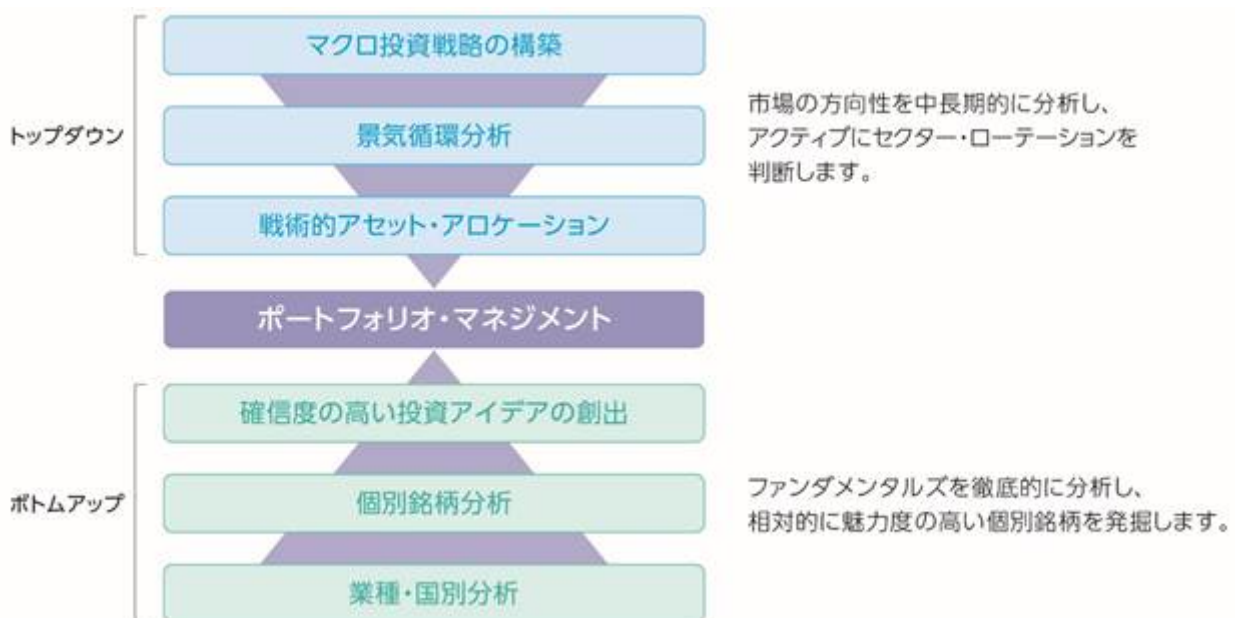 マクロ投資戦略の構築
トップダウン
景気循環分析
戦術的アセット・アロケーション
市場の方向性を中長期的に分析し、
アクティブにセクター・ローテーションを
判断します。
ポートフォリオ・マネジメント
確信度の高い投資アイデアの創出
ボトムアップ
個別銘柄分析
業種・国別分析
ファンダメンタルズを徹底的に分析し、
相対的に魅力度の高い個別銘柄を発掘します。